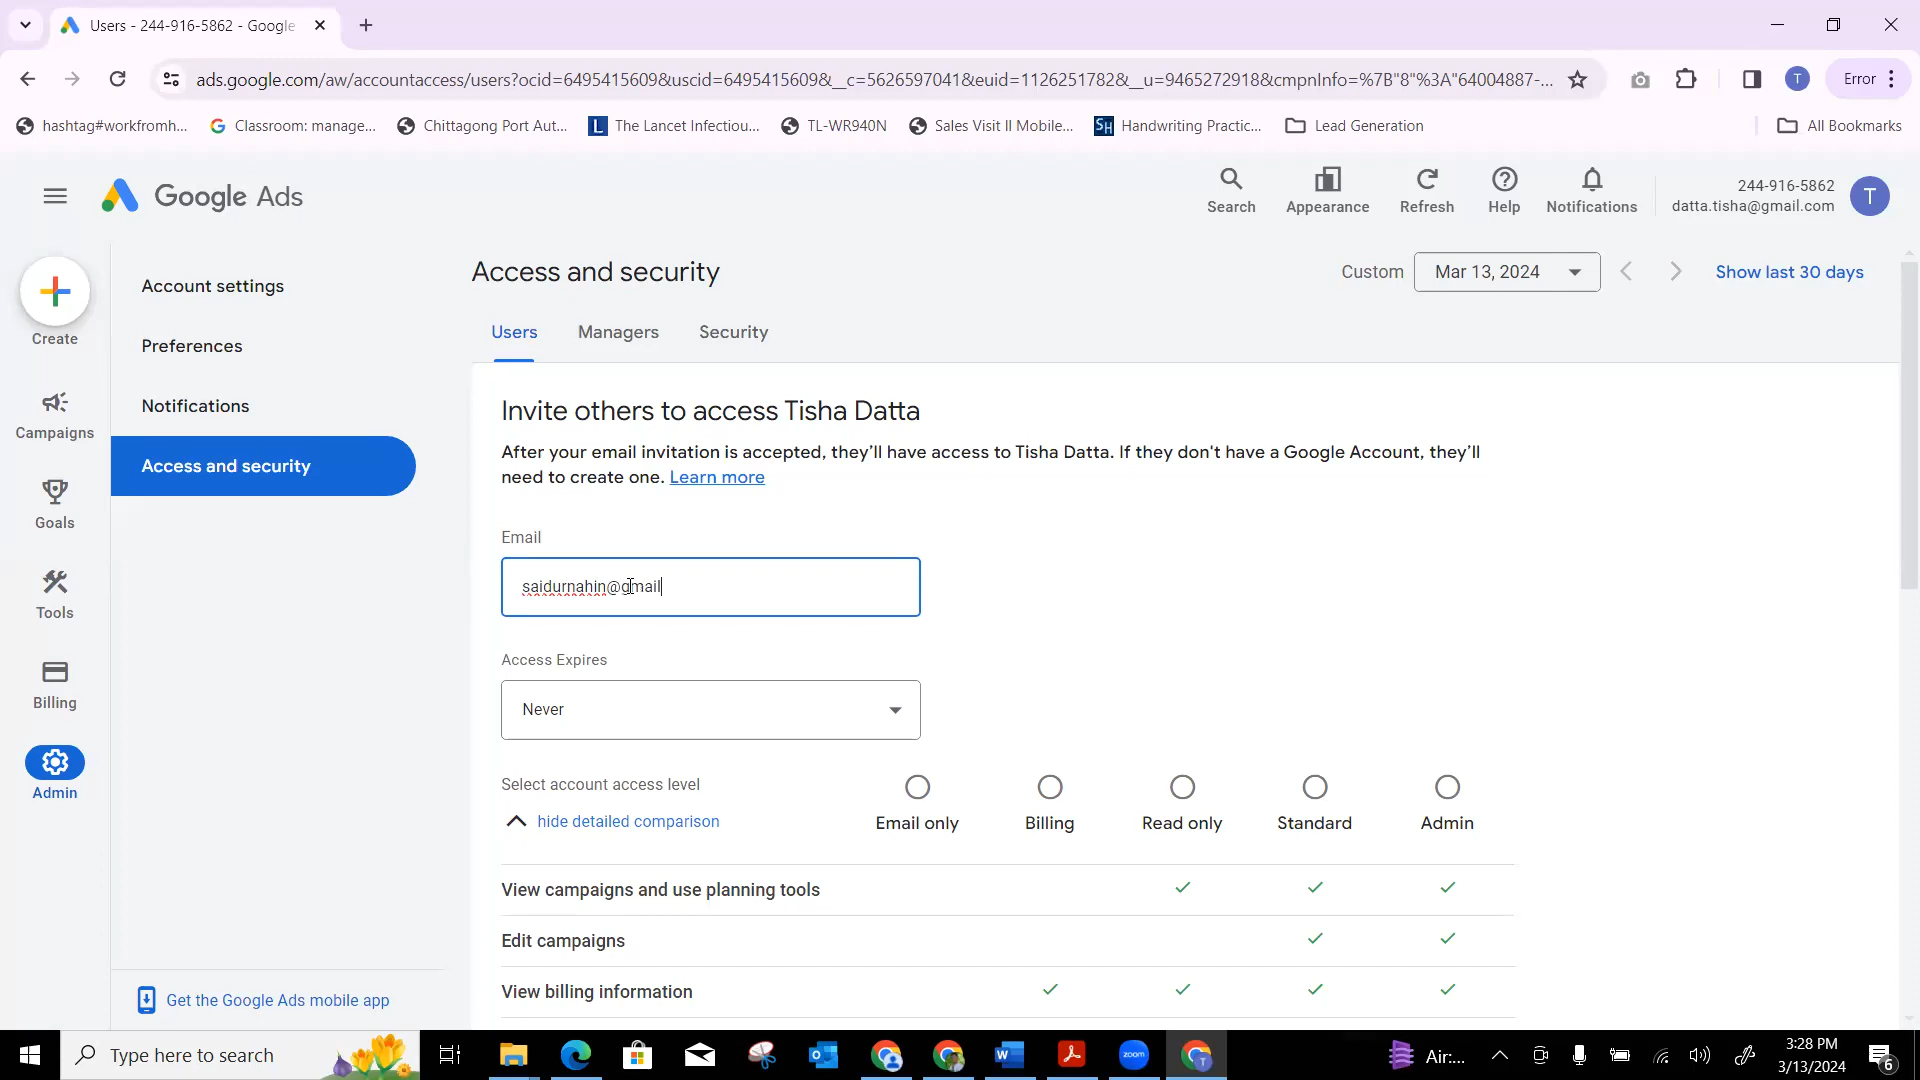 Users - 244-916-5862 - Google
ads.google.com/aw/accountaccess/users?ocid=6495415609&uscid=6495415609&__c=5626597041&euid=1126251782&__u=9465272918&cmpnInfo=%7B"8"%3A"64004887-...
T
Error
hashtag#workfromh...
Classroom: manage...
Chittagong Port Aut...
L The Lancet Infectiou...
TL-WR940N
Sales Visit II Mobile...
SH Handwriting Practic...
Lead Generation
All Bookmarks
Google Ads
Search
Appearance
Refresh
Help
Notifications
244-916-5862
datta.tisha@gmail.com
T
Create
Campaigns
Goals
Tools
Billing
Admin
Account settings
Preferences
Notifications
Access and security
Get the Google Ads mobile app
Access and security
Custom
Mar 13, 2024
Show last 30 days
Users
Managers
Security
Invite others to access Tisha Datta
After your email invitation is accepted, they'll have access to Tisha Datta. If they don't have a Google Account, they'll
need to create one. Learn more
Email
saidurnahin@gmail
Access Expires
Never
Select account access level
hide detailed comparison
Email only
Billing
Read only
Standard
Admin
View campaigns and use planning tools
Edit campaigns
View billing information
Type here to search
zoom
T
Air:...
3:28 PM
3/13/2024
6